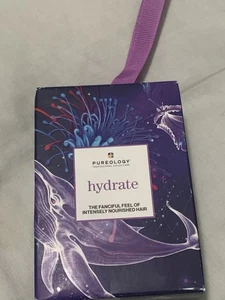 PUREOLOGY
hydrate
THE FANCIFUL FEEL OF
INTENSELY NOURISHED HAIR